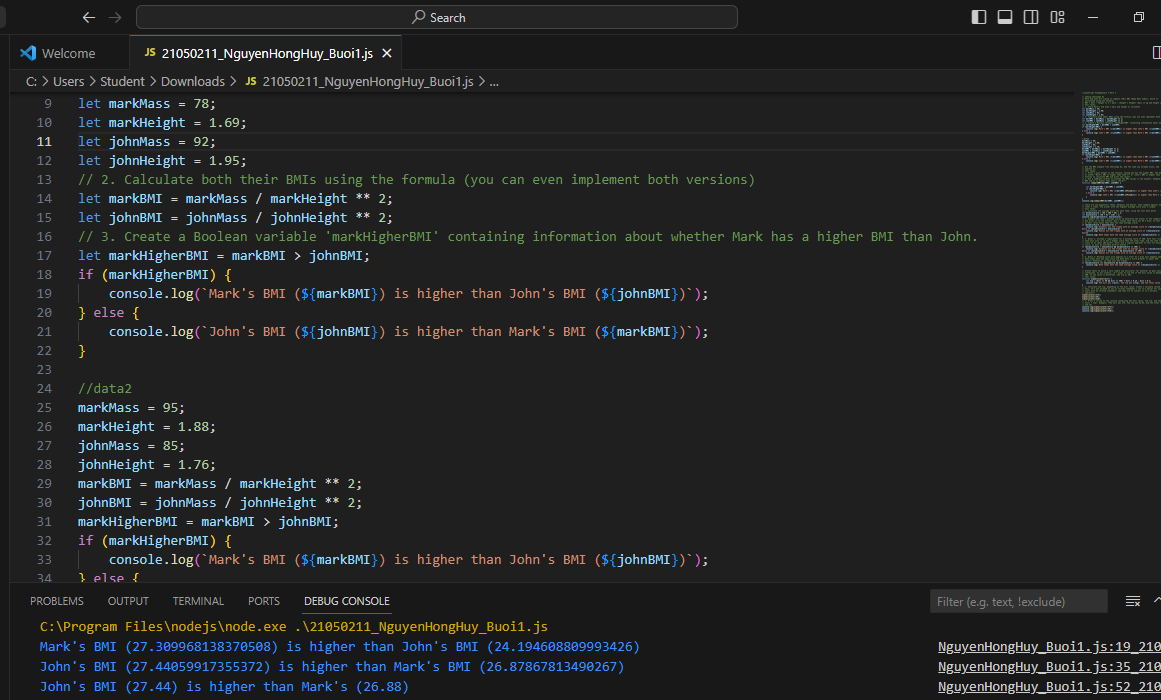 Search
Welcome
JS 21050211_NguyenHongHuy_Buoi1.js
C: > Users > Student > Downloads > JS 21050211_NguyenHongHuy_Buoi1.js > ...
9 let markMass = 78;
10 let markHeight = 1.69;
11 let johnMass = 92;
12 let johnHeight = 1.95;
13 // 2. Calculate both their BMIs using the formula (you can even implement both versions)
14 let markBMI = markMass / markHeight ** 2;
15 let johnBMI = johnMass / johnHeight ** 2;
16 // 3. Create a Boolean variable 'markHigherBMI' containing information about whether Mark has a higher BMI than John.
17 let markHigherBMI = markBMI > johnBMI;
18 if (markHigherBMI) {
19 console.log(`Mark's BMI (${markBMI}) is higher than John's BMI (${johnBMI})`);
20 } else {
21 console.log(`John's BMI (${johnBMI}) is higher than Mark's BMI (${markBMI})`);
22 }
23
24 //data2
25 markMass = 95;
26 markHeight = 1.88;
27 johnMass = 85;
28 johnHeight = 1.76;
29 markBMI = markMass / markHeight ** 2;
30 johnBMI = johnMass / johnHeight ** 2;
31 markHigherBMI = markBMI > johnBMI;
32 if (markHigherBMI) {
33 console.log(`Mark's BMI (${markBMI}) is higher than John's BMI (${johnBMI})`);
34 } else {
PROBLEMS OUTPUT TERMINAL PORTS DEBUG CONSOLE Filter (e.g. text, !exclude)
C:\Program Files\nodejs\node.exe .\21050211_NguyenHongHuy_Buoi1.js
Mark's BMI (27.309968138370508) is higher than John's BMI (24.194608809993426) NguyenHongHuy_Buoi1.js:19_210
John's BMI (27.44059917355372) is higher than Mark's BMI (26.87867813490267) NguyenHongHuy_Buoi1.js:35_210
John's BMI (27.44) is higher than Mark's (26.88) NguyenHongHuy_Buoi1.js:52_210